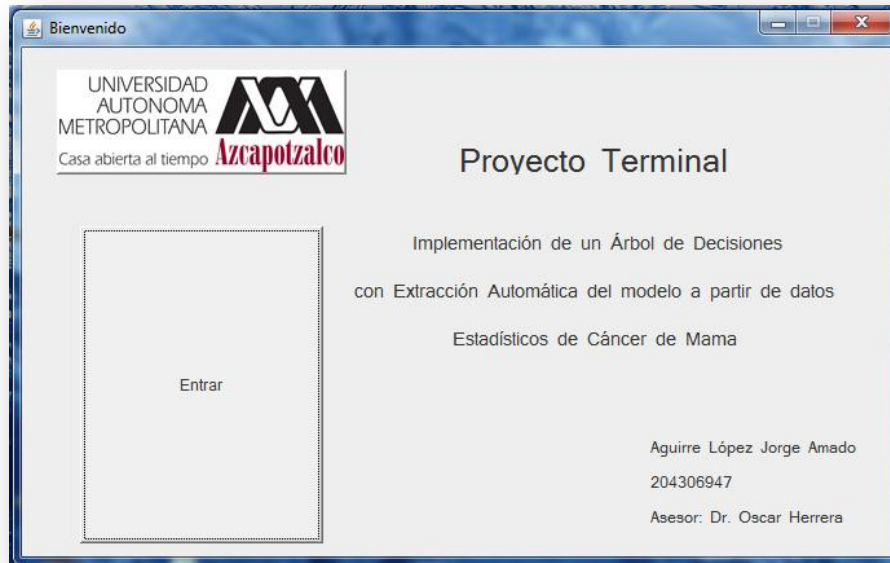 Bienvenido
UNIVERSIDAD
AUTONOMA
METROPOLITANA
Casa abierta al tiempo Azcapotzalco
Proyecto Terminal
Implementación de un Árbol de Decisiones
con Extracción Automática del modelo a partir de datos
Estadísticos de Cáncer de Mama
Entrar
Aguirre López Jorge Amado
204306947
Asesor: Dr. Oscar Herrera